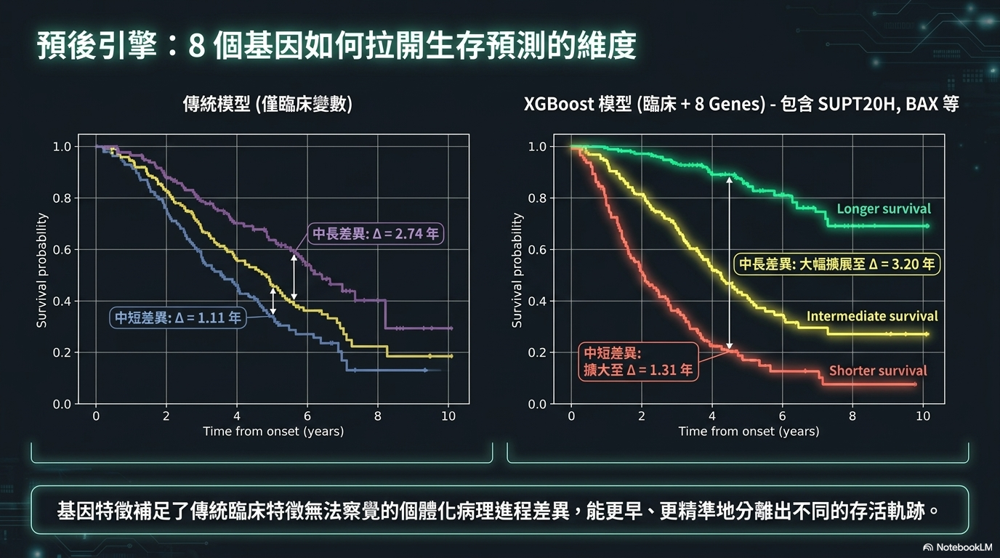 預後引擎：8 個基因如何拉開生存預測的維度
傳統模型 (僅臨床變數)
1.0
0.8
0.6
0.4
0.2
0.0
Survival probability
中長差異: Δ = 2.74 年
中短差異: Δ = 1.11 年
0 2 4 6 8 10
Time from onset (years)
XGBoost 模型 (臨床 + 8 Genes) - 包含 SUPT20H, BAX 等
1.0
0.8
0.6
0.4
0.2
0.0
Survival probability
Longer survival
中長差異: 大幅擴展至 Δ = 3.20 年
Intermediate survival
中短差異:
擴大至 Δ = 1.31 年
Shorter survival
0 2 4 6 8 10
Time from onset (years)
基因特徵補足了傳統臨床特徵無法察覺的個體化病理進程差異，能更早、更精準地分離出不同的存活軌跡。
NotebookLM